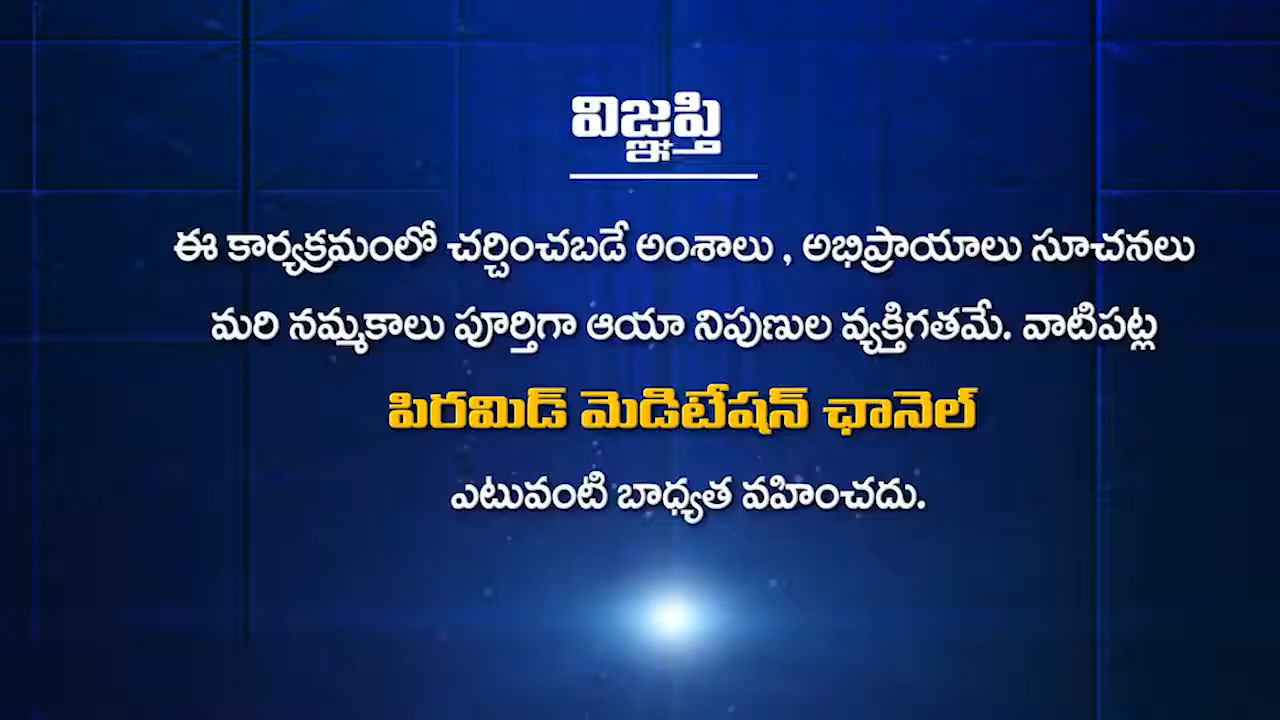 విజ్ఞప్తి
ఈ కార్యక్రమంలో చర్చించబడే అంశాలు , అభిప్రాయాలు సూచనలు
మరి నమ్మకాలు పూర్తిగా ఆయా నిపుణుల వ్యక్తిగతమే. వాటిపట్ల
పిరమిడ్ మెడిటేషన్ ఛానెల్
ఎటువంటి బాధ్యత వహించదు.